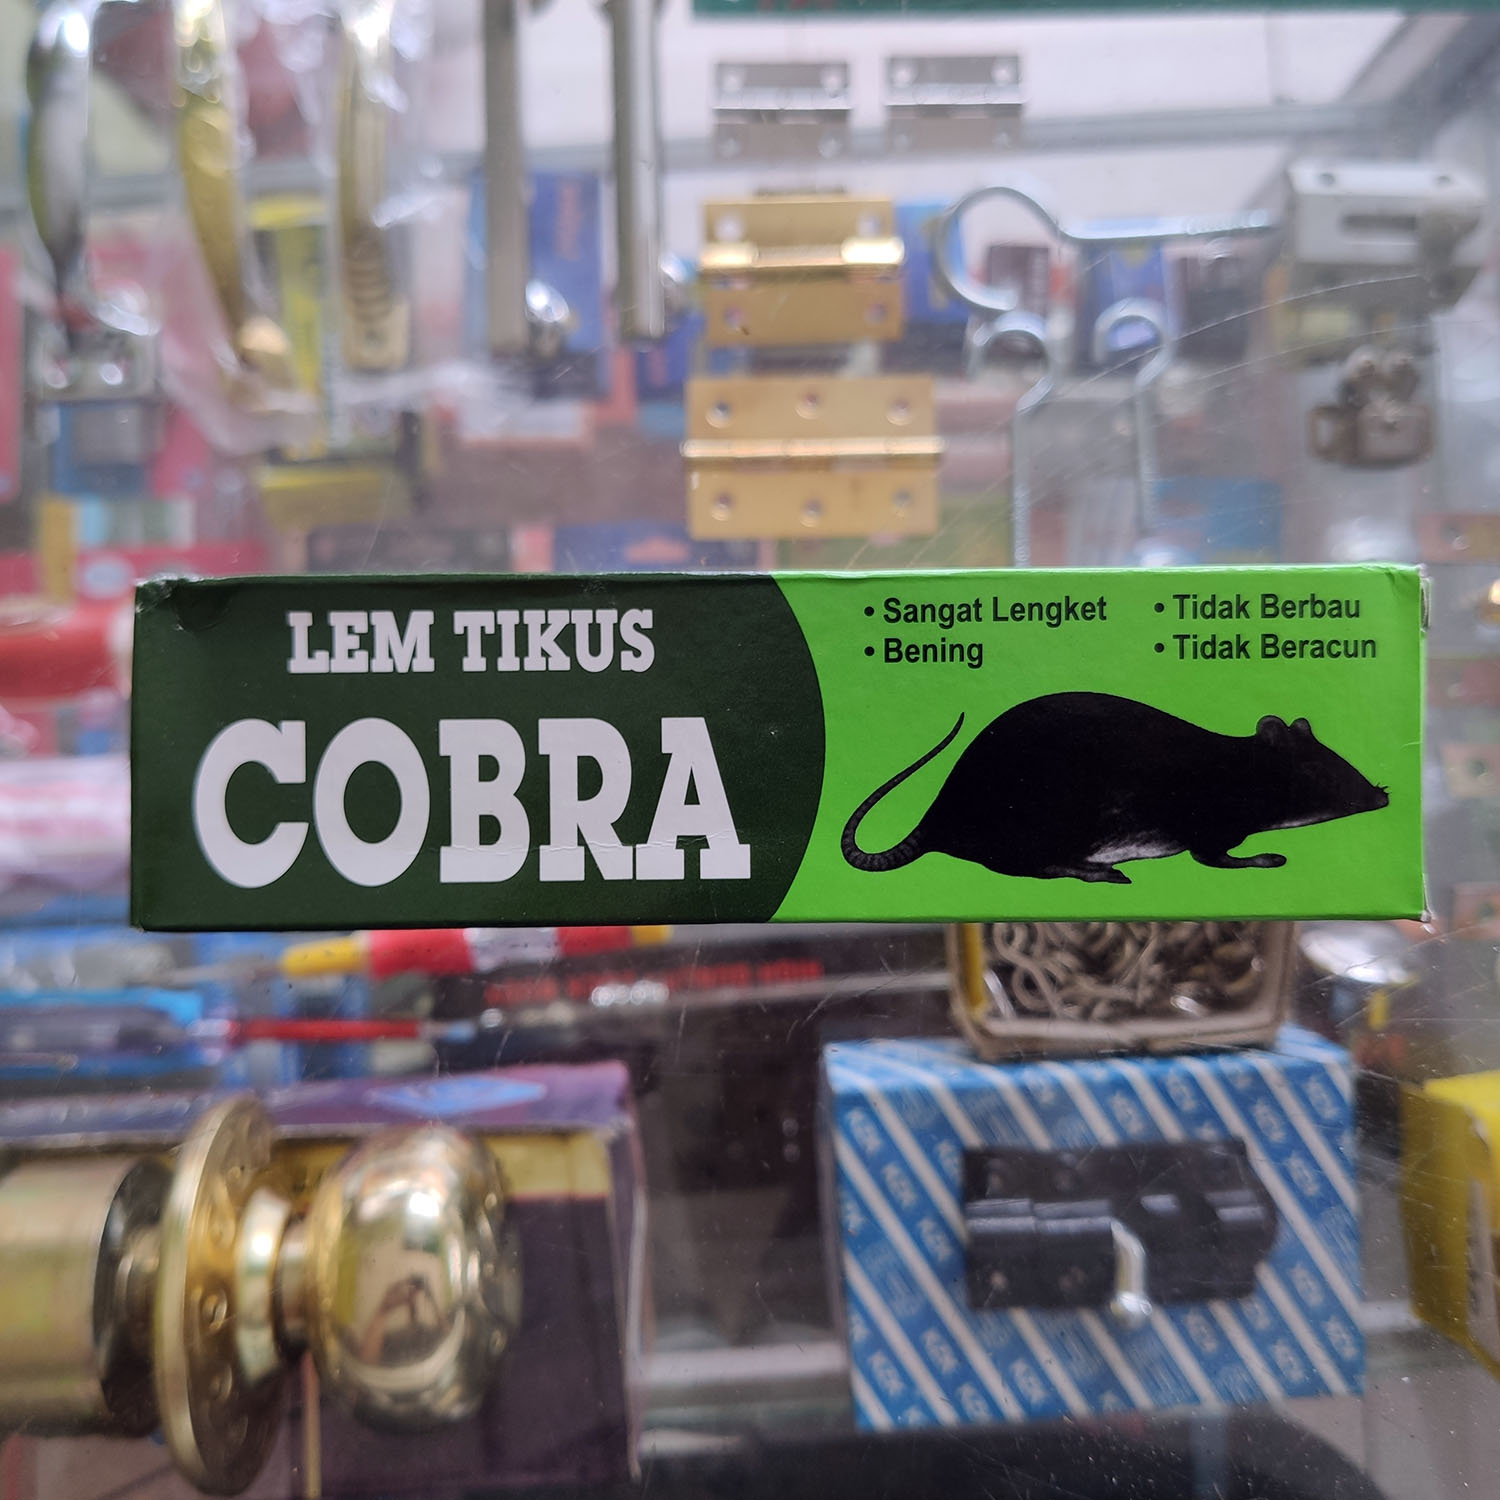 LEM TIKUS
COBRA
• Sangat Lengket
• Bening
• Tidak Berbau
• Tidak Beracun